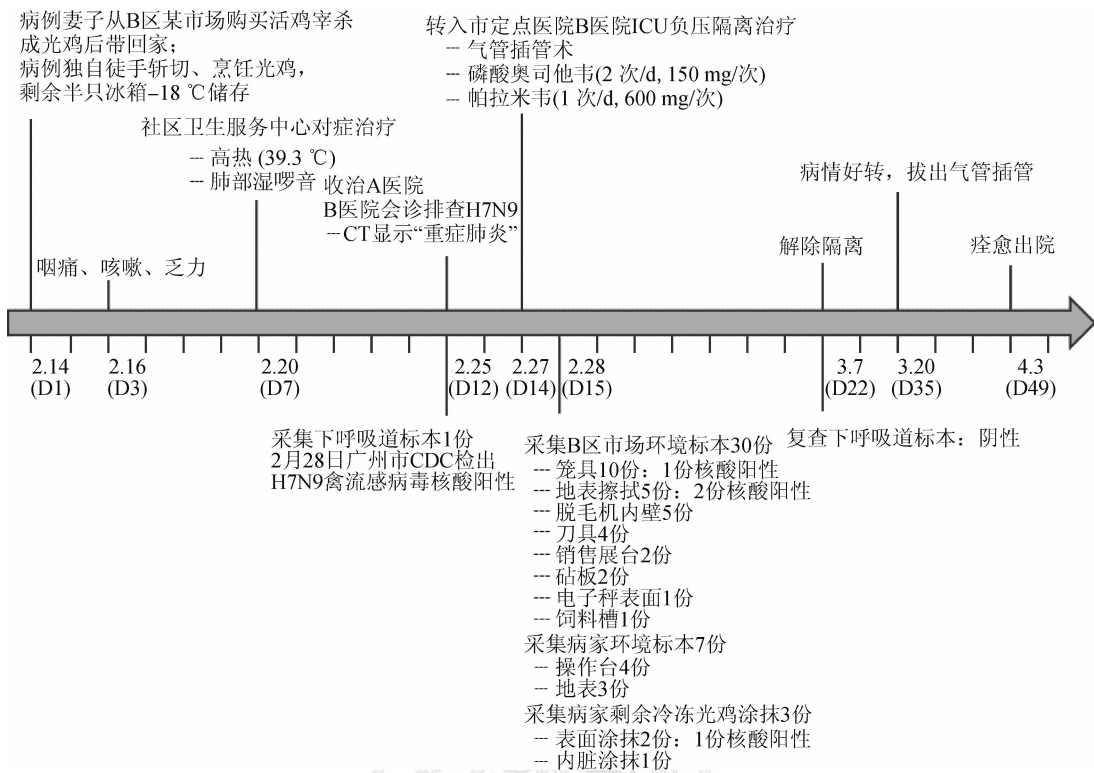 病例妻子从B区某市场购买活鸡宰杀
成光鸡后带回家；
病例独自徒手斩切、烹饪光鸡，
剩余半只冰箱–18 ℃储存
转入市定点医院B医院ICU负压隔离治疗
--- 气管插管术
--- 磷酸奥司他韦(2 次/d, 150 mg/次)
--- 帕拉米韦(1 次/d, 600 mg/次)
社区卫生服务中心对症治疗
--- 高热 (39.3 ℃)
--- 肺部湿啰音
收治A医院
B医院会诊排查H7N9
---CT显示“重症肺炎”
病情好转，拔出气管插管
解除隔离
痊愈出院
咽痛、咳嗽、乏力
2.14 2.16 2.20 2.25 2.27 2.28 3.7 3.20 4.3
(D1) (D3) (D7) (D12) (D14) (D15) (D22) (D35) (D49)
采集下呼吸道标本1份
2月28日广州市CDC检出
H7N9禽流感病毒核酸阳性
采集B区市场环境标本30份
--- 笼具10份：1份核酸阳性
--- 地表擦拭5份：2份核酸阳性
--- 脱毛机内壁5份
--- 刀具4份
--- 销售展台2份
--- 砧板2份
--- 电子秤表面1份
--- 饲料槽1份
采集病家环境标本7份
--- 操作台4份
--- 地表3份
采集病家剩余冷冻光鸡涂抹3份
--- 表面涂抹2份：1份核酸阳性
--- 内脏涂抹1份
复查下呼吸道标本：阴性